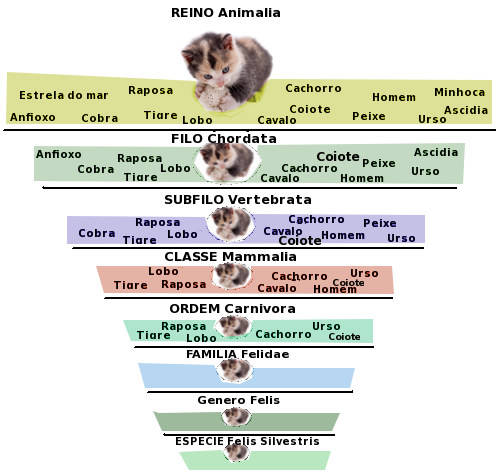 REINO Animalia
Estrela do mar Raposa Cachorro Homem Minhoca
Anfioxo Cobra Tigre Lobo Cavalo Coiote Peixe Urso Ascidia
FILO Chordata
Anfioxo Raposa Coiote Peixe Ascidia
Cobra Tigre Lobo Cavalo Cachorro Homem Urso
SUBFILO Vertebrata
Raposa Cachorro Peixe
Cobra Tigre Lobo Cavalo Coiote Homem Urso
CLASSE Mammalia
Lobo Cachorro Urso
Tigre Raposa Cavalo Homem Coiote
ORDEM Carnivora
Raposa Urso
Tigre Lobo Cachorro Coiote
FAMILIA Felidae
Genero Felis
ESPECIE Felis Silvestris